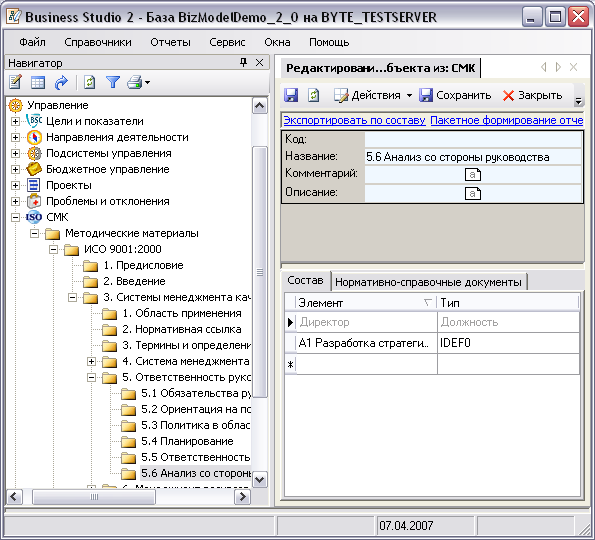 Business Studio 2 - База BizModelDemo_2_0 на BYTE_TESTSERVER
Файл Справочники Отчеты Сервис Окна Помощь
Навигатор
Управление
BSC Цели и показатели
Направления деятельности
Подсистемы управления
Бюджетное управление
Проекты
Проблемы и отклонения
ISO СМК
Методические материалы
ИСО 9001:2000
1. Предисловие
2. Введение
3. Системы менеджмента кач
1. Область применения
2. Нормативная ссылка
3. Термины и определени
4. Система менеджмента
5. Ответственность руко
5.1 Обязательства ру
5.2 Ориентация на по
5.3 Политика в облас
5.4 Планирование
5.5 Ответственность
5.6 Анализ со сторонь
Редактировани...бъекта из: СМК
Действия Сохранить Закрыть
Экспортировать по составу Пакетное формирование отче
Код:
Название: 5.6 Анализ со стороны руководства
Комментарий: a
Описание: a
Состав Нормативно-справочные документы
Элемент Тип
Директор Должность
A1 Разработка стратеги.. IDEF0
07.04.2007